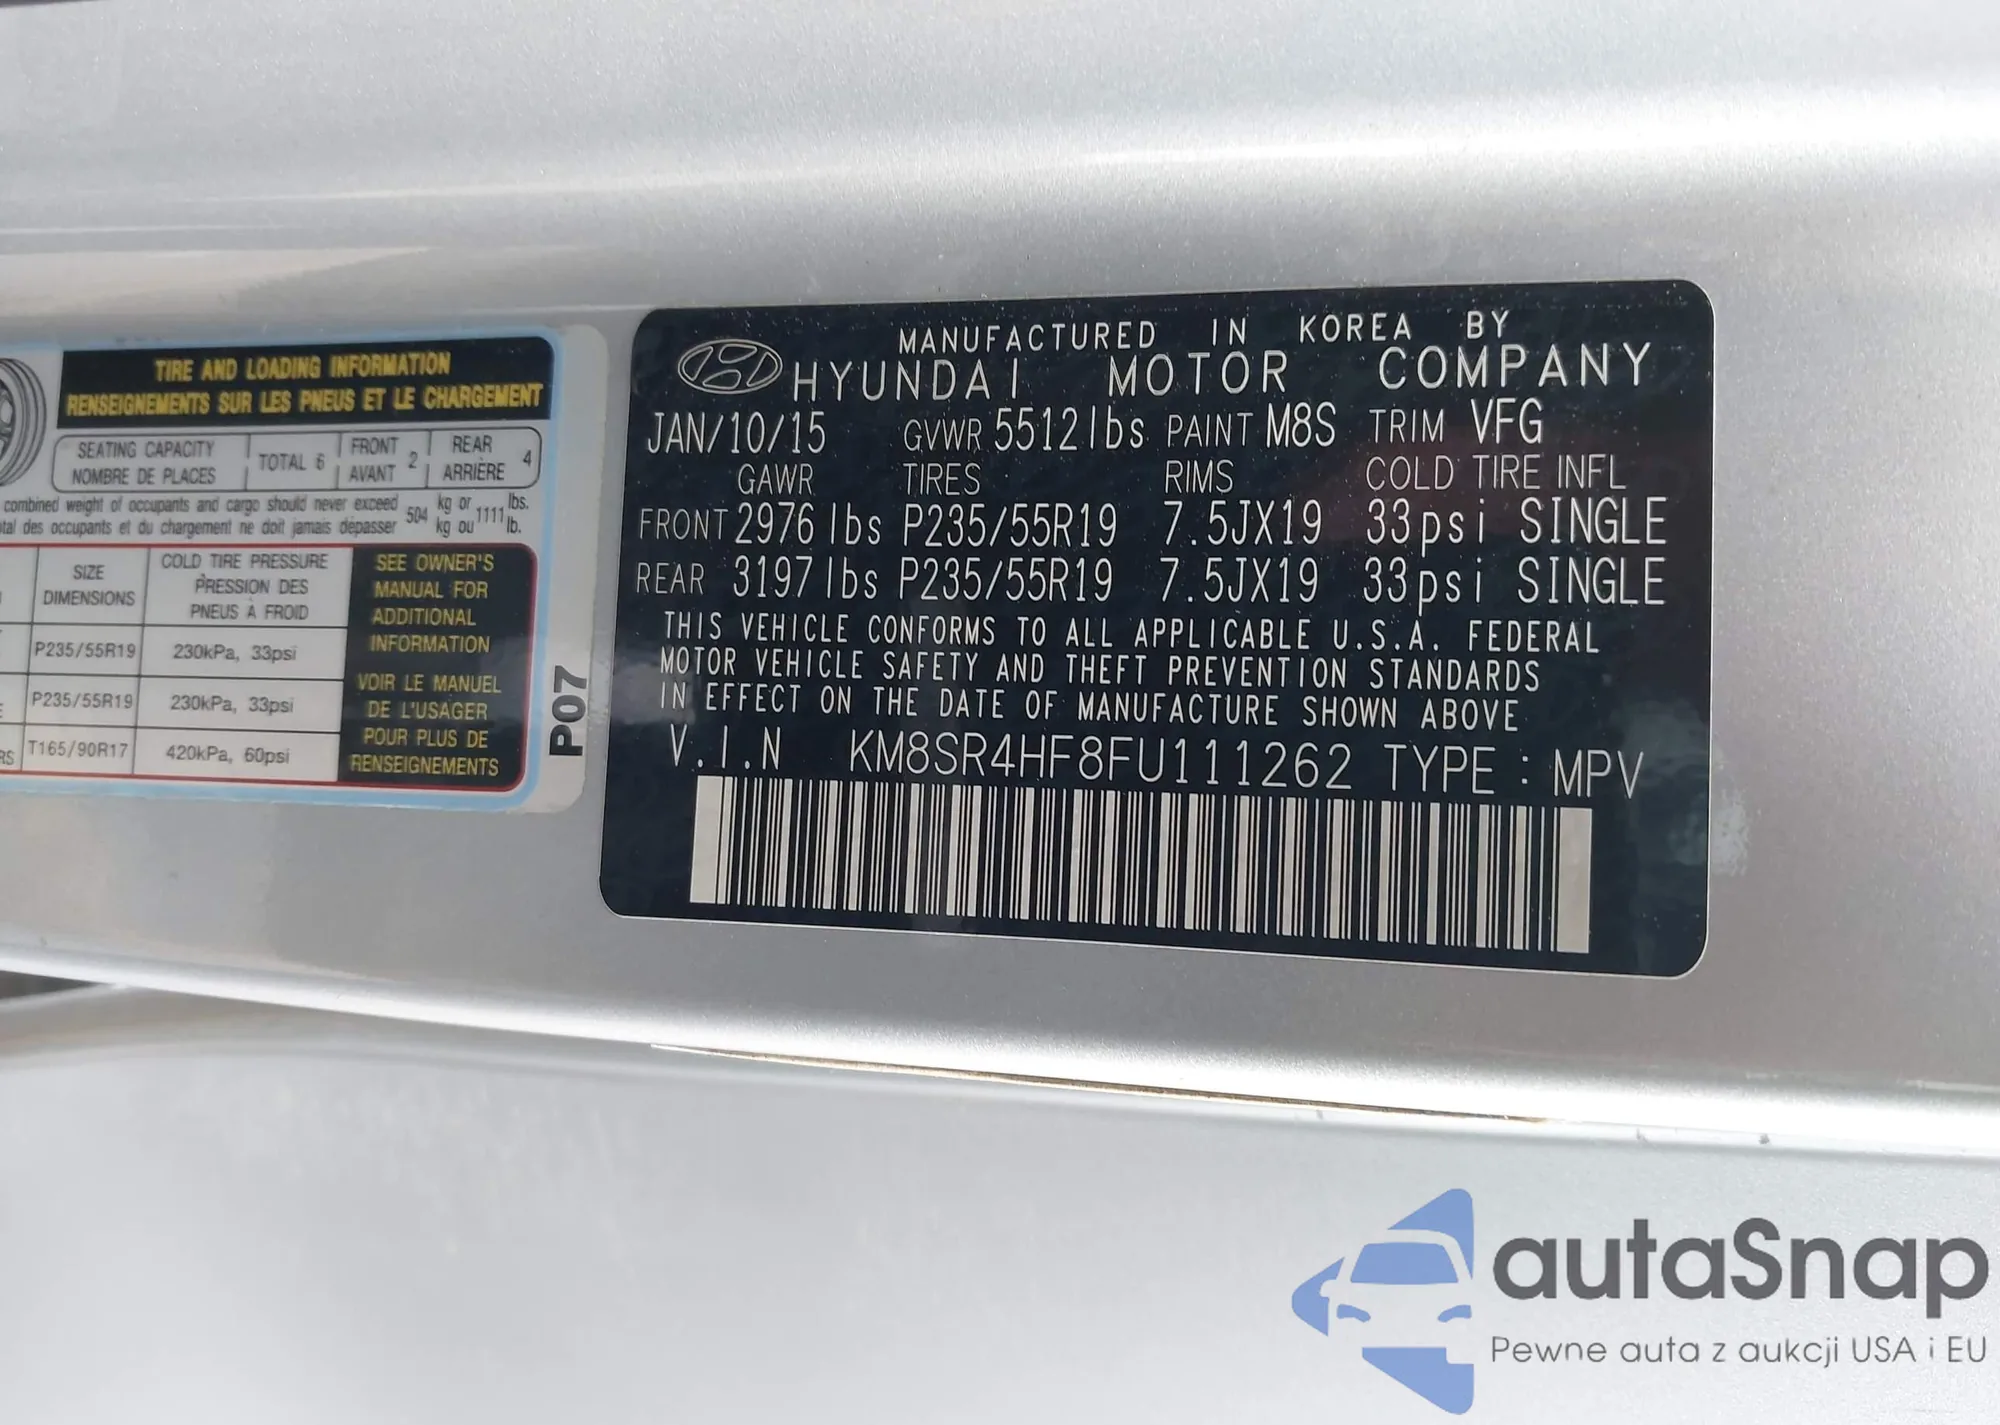 TIRE AND LOADING INFORMATION
RENSEIGNEMENTS SUR LES PNEUS ET LE CHARGEMENT
SEATING CAPACITY
NOMBRE DE PLACES
TOTAL 6
FRONT
AVANT
2
REAR
ARRIÈRE
4
combined weight of occupants and cargo should never exceed
des occupants et du chargement ne doit jamais dépasser
504
kg or
kg ou
1111
lbs.
lb.
SIZE
DIMENSIONS
COLD TIRE PRESSURE
PRESSION DES
PNEUS À FROID
P235/55R19
230kPa, 33psi
P235/55R19
230kPa, 33psi
T165/90R17
420kPa, 60psi
SEE OWNER'S
MANUAL FOR
ADDITIONAL
INFORMATION
VOIR LE MANUEL
DE L'USAGER
POUR PLUS DE
RENSEIGNEMENTS
P07
MANUFACTURED IN KOREA BY
HYUNDAI MOTOR COMPANY
JAN/10/15 GVWR 5512lbs PAINT M8S TRIM VFG
GAWR TIRES RIMS COLD TIRE INFL
FRONT 2976lbs P235/55R19 7.5JX19 33psi SINGLE
REAR 3197lbs P235/55R19 7.5JX19 33psi SINGLE
THIS VEHICLE CONFORMS TO ALL APPLICABLE U.S.A. FEDERAL
MOTOR VEHICLE SAFETY AND THEFT PREVENTION STANDARDS
IN EFFECT ON THE DATE OF MANUFACTURE SHOWN ABOVE
V.I.N KM8SR4HF8FU111262 TYPE : MPV
autaSnap
Pewne auta z aukcji USA i EU